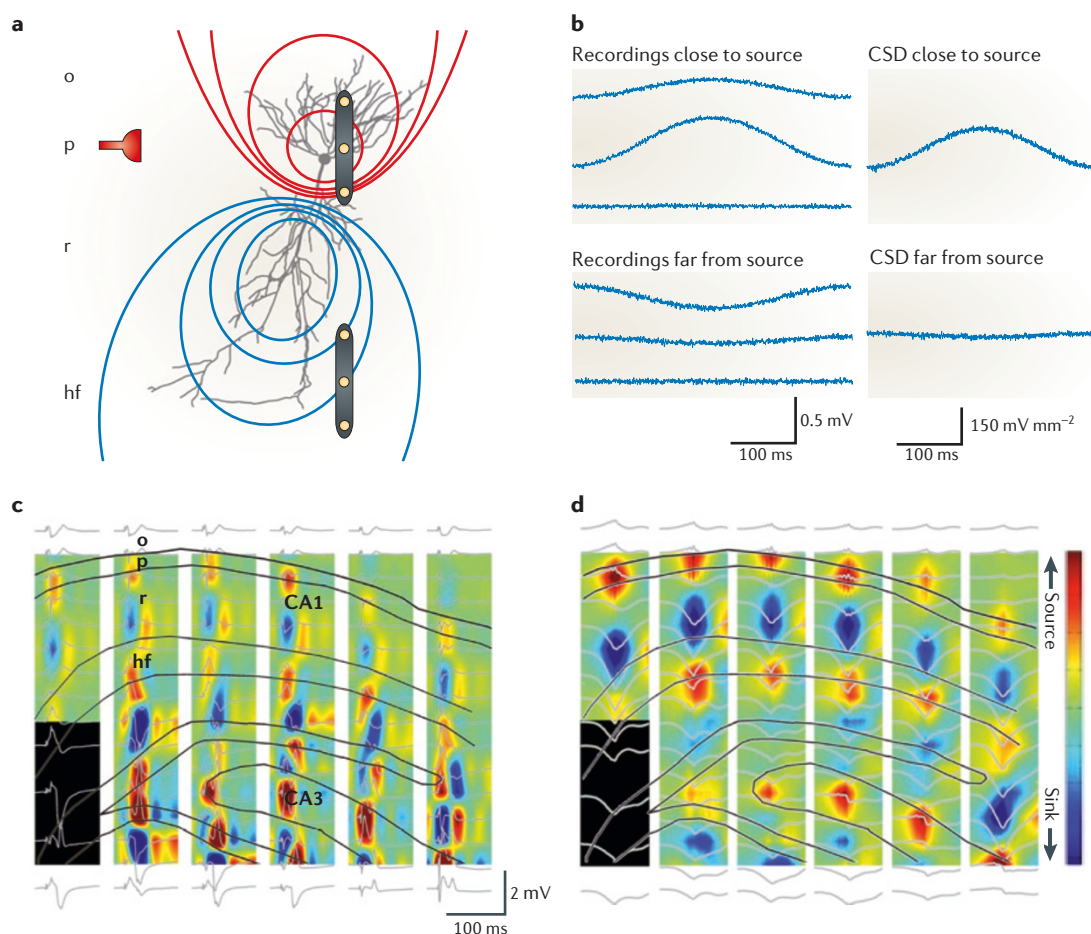 a
o
p
r
hf
b
Recordings close to source
CSD close to source
Recordings far from source
CSD far from source
0.5 mV
100 ms
150 mV mm⁻²
100 ms
c
o
p
r
CA1
hf
CA3
2 mV
100 ms
d
Source
Sink